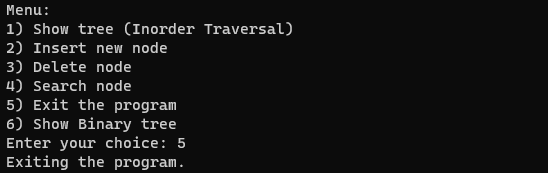 Menu:
1) Show tree (Inorder Traversal)
2) Insert new node
3) Delete node
4) Search node
5) Exit the program
6) Show Binary tree
Enter your choice: 5
Exiting the program.